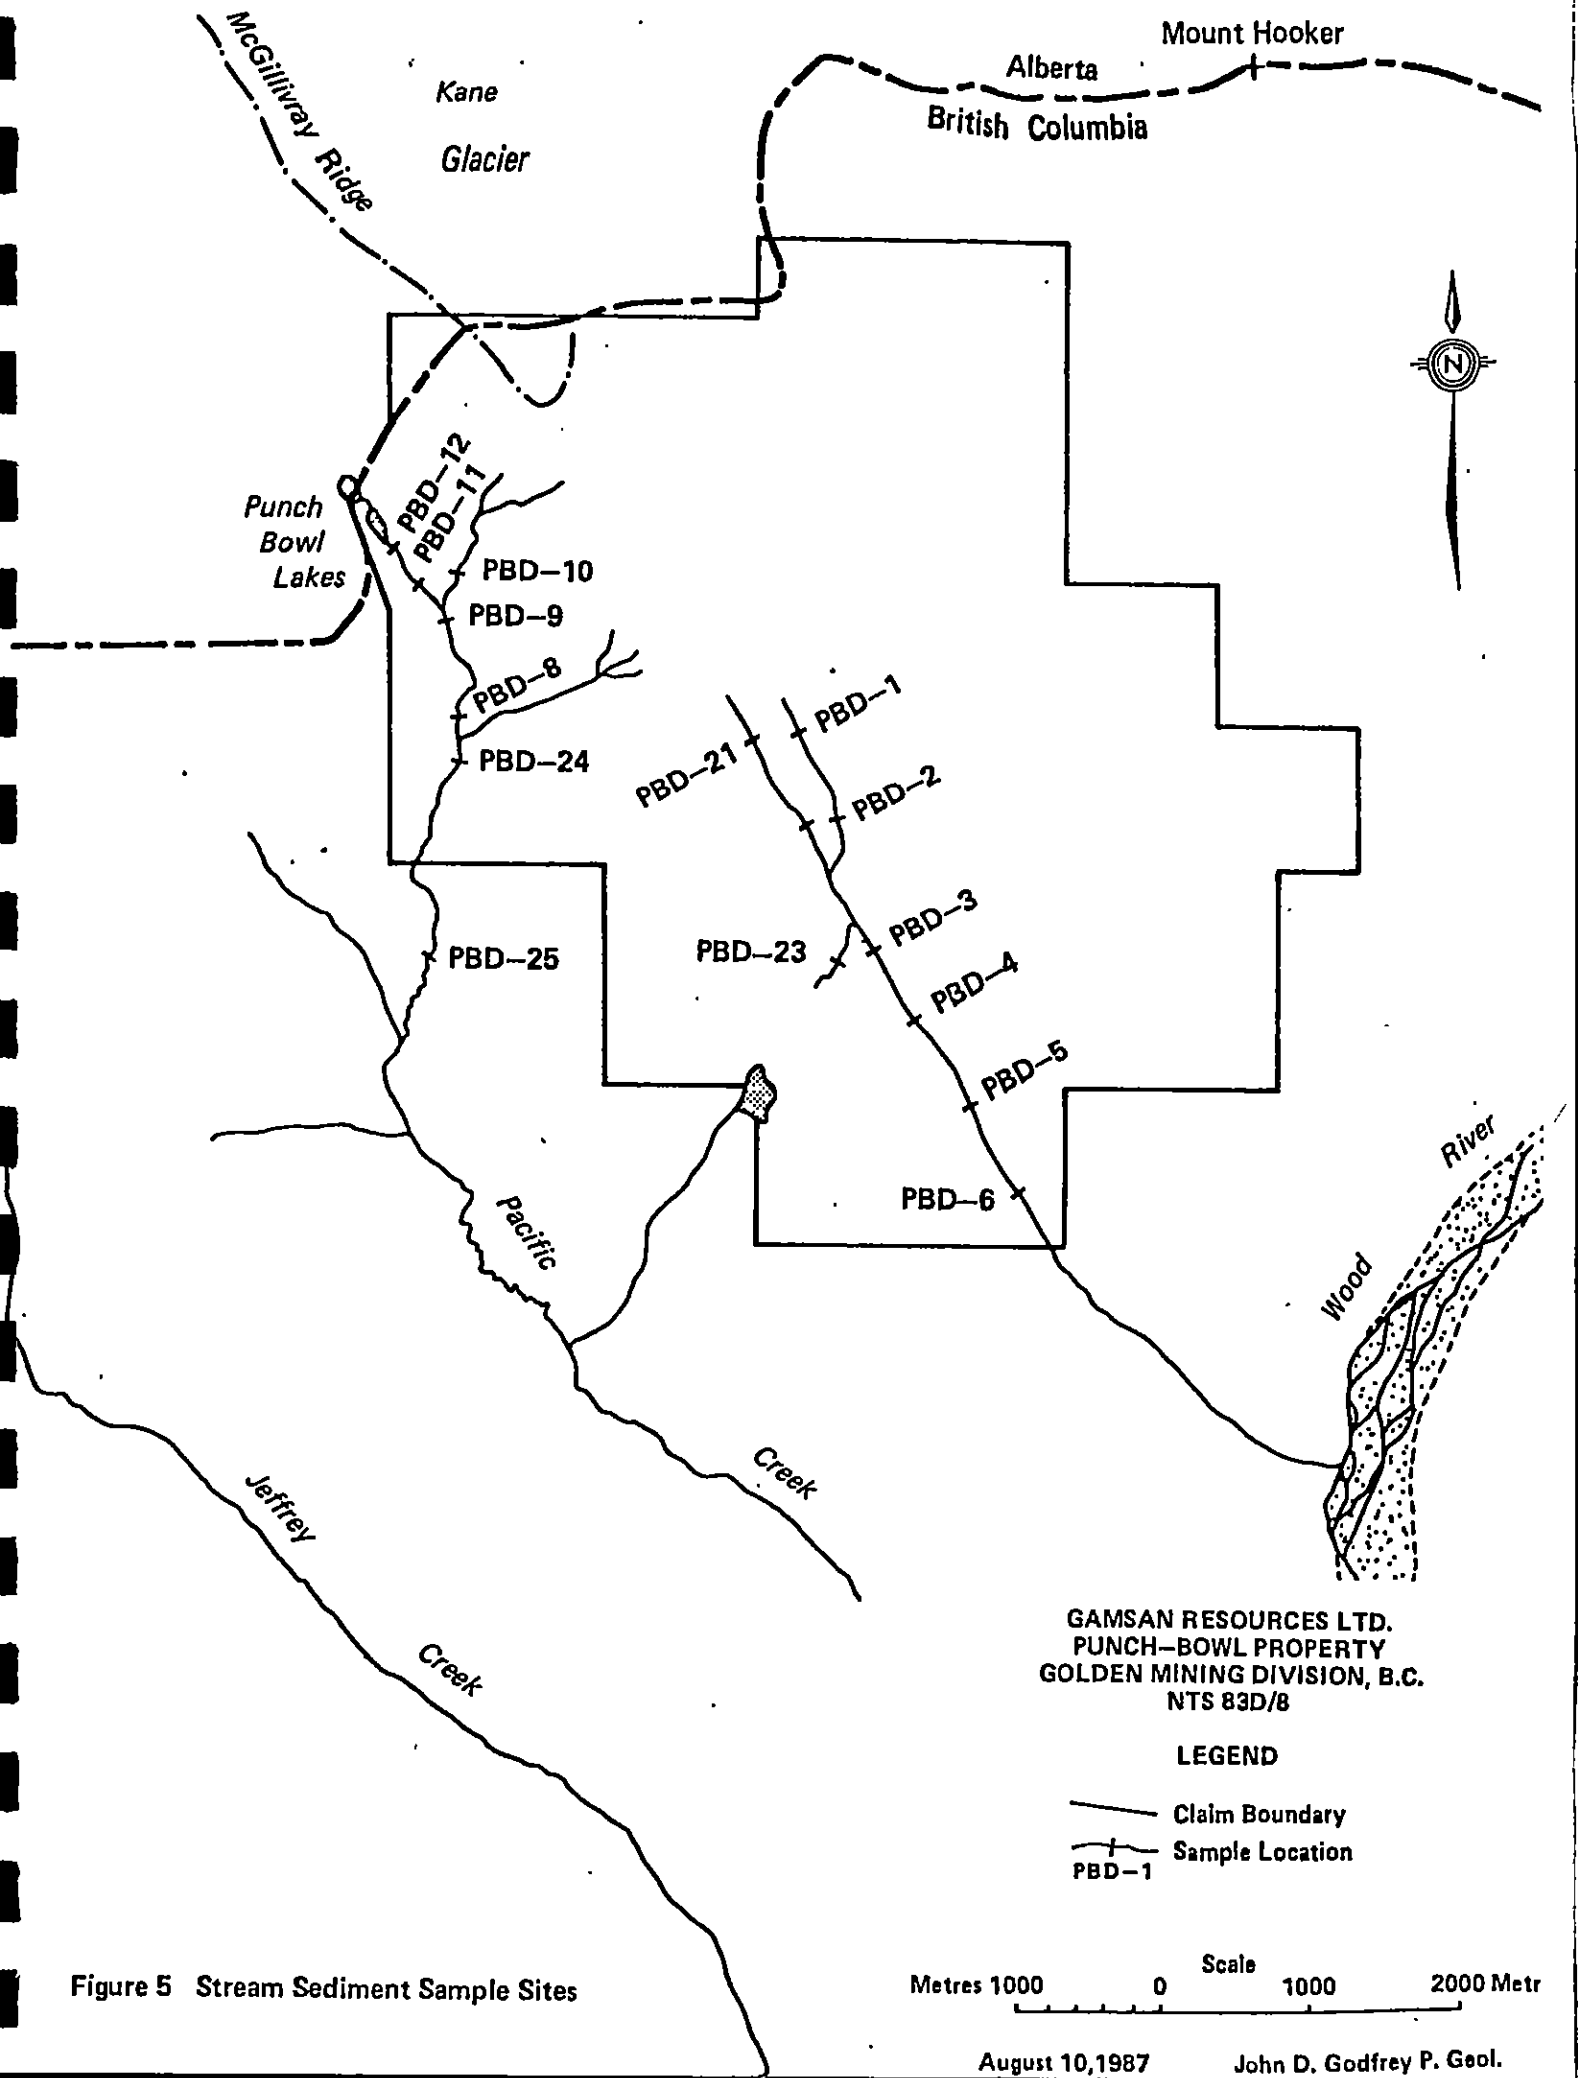 Mount Hooker
Alberta
British Columbia
McGillivray Ridge
Kane
Glacier
N
Punch
Bowl
Lakes
PBD-12
PBD-11
PBD-10
PBD-9
PBD-8
PBD-24
PBD-25
PBD-1
PBD-21
PBD-2
PBD-3
PBD-23
PBD-4
PBD-5
PBD-6
River
Wood
Pacific
Creek
Jeffrey
Creek
GAMSAN RESOURCES LTD.
PUNCH-BOWL PROPERTY
GOLDEN MINING DIVISION, B.C.
NTS 83D/8
LEGEND
Claim Boundary
Sample Location
PBD-1
Figure 5 Stream Sediment Sample Sites
Scale
Metres 1000 0 1000 2000 Metr
August 10,1987 John D. Godfrey P. Geol.